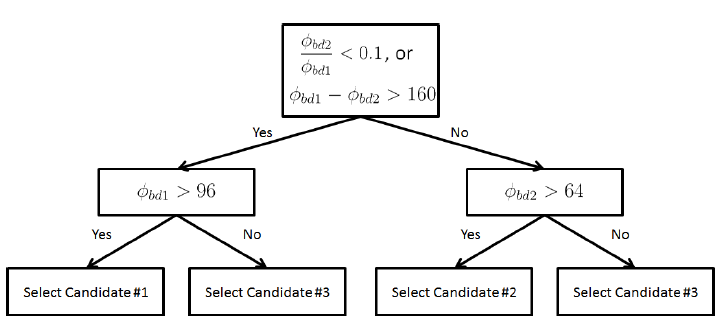 ϕbd2/ϕbd1 < 0.1, or
ϕbd1 − ϕbd2 > 160
Yes
No
ϕbd1 > 96
ϕbd2 > 64
Yes
No
Yes
No
Select Candidate #1
Select Candidate #3
Select Candidate #2
Select Candidate #3